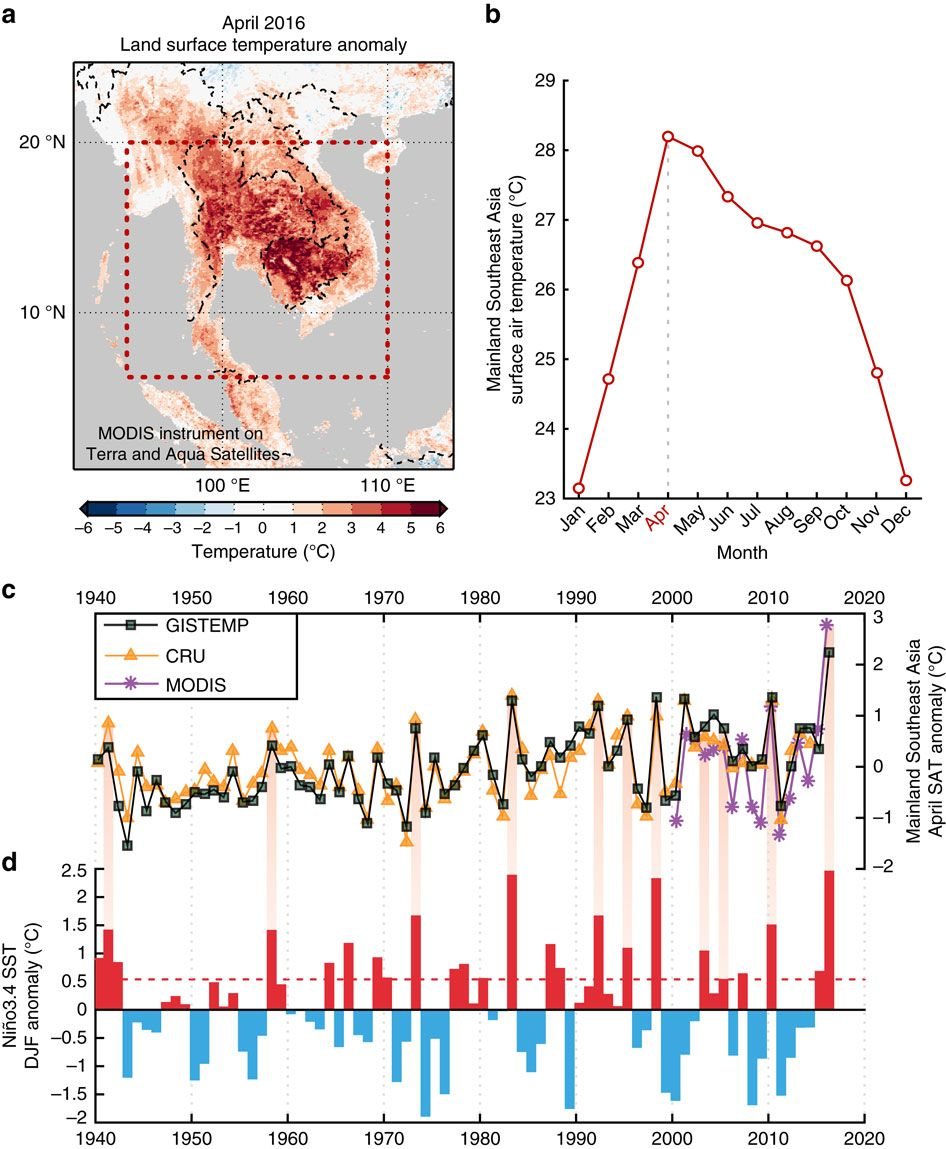 a
April 2016
Land surface temperature anomaly
20 °N
10 °N
MODIS instrument on
Terra and Aqua Satellites
100 °E 110 °E
−6 −5 −4 −3 −2 −1 0 1 2 3 4 5 6
Temperature (°C)
b
Mainland Southeast Asia
surface air temperature (°C)
29
28
27
26
25
24
23
Jan Feb Mar Apr May Jun Jul Aug Sep Oct Nov Dec
Month
c
1940 1950 1960 1970 1980 1990 2000 2010 2020
GISTEMP
CRU
MODIS
3
2
1
0
−1
−2
Mainland Southeast Asia
April SAT anomaly (°C)
d
Niño3.4 SST
DJF anomaly (°C)
2.5
2
1.5
1
0.5
0
−0.5
−1
−1.5
−2
1940 1950 1960 1970 1980 1990 2000 2010 2020